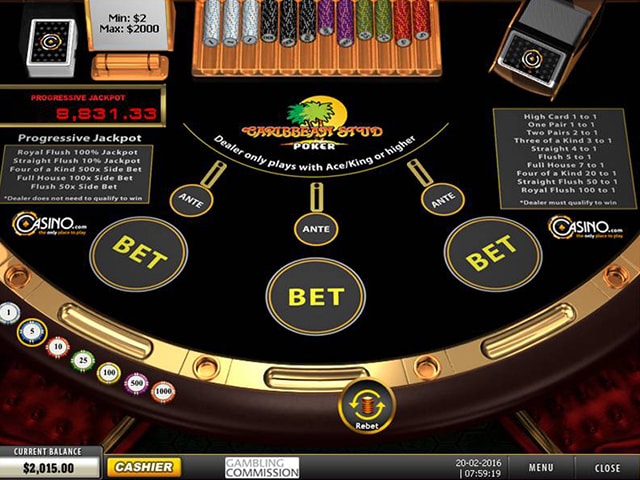 Min: $2
Max: $2000
PROGRESSIVE JACKPOT
8,831.33
Progressive Jackpot
Royal Flush 100% Jackpot
Straight Flush 10% Jackpot
Four of a Kind 500x Side Bet
Full House 100x Side Bet
Flush 50x Side Bet
*Dealer does not need to qualify to win
CARIBBEAN STUD
POKER
Dealer only plays with Ace/King or higher
High Card 1 to 1
One Pair 1 to 1
Two Pairs 2 to 1
Three of a Kind 3 to 1
Straight 4 to 1
Flush 5 to 1
Full House 7 to 1
Four of a Kind 20 to 1
Straight Flush 50 to 1
Royal Flush 100 to 1
*Dealer must qualify to win
ANTE
ANTE
ANTE
CASINO.com
the only place to play
CASINO.com
the only place to play
BET
BET
BET
1
5
10
25
100
500
1000
Rebet
CURRENT BALANCE
$2,015.00
CASHIER
GAMBLING
COMMISSION
20-02-2016
07:59:19
MENU
CLOSE